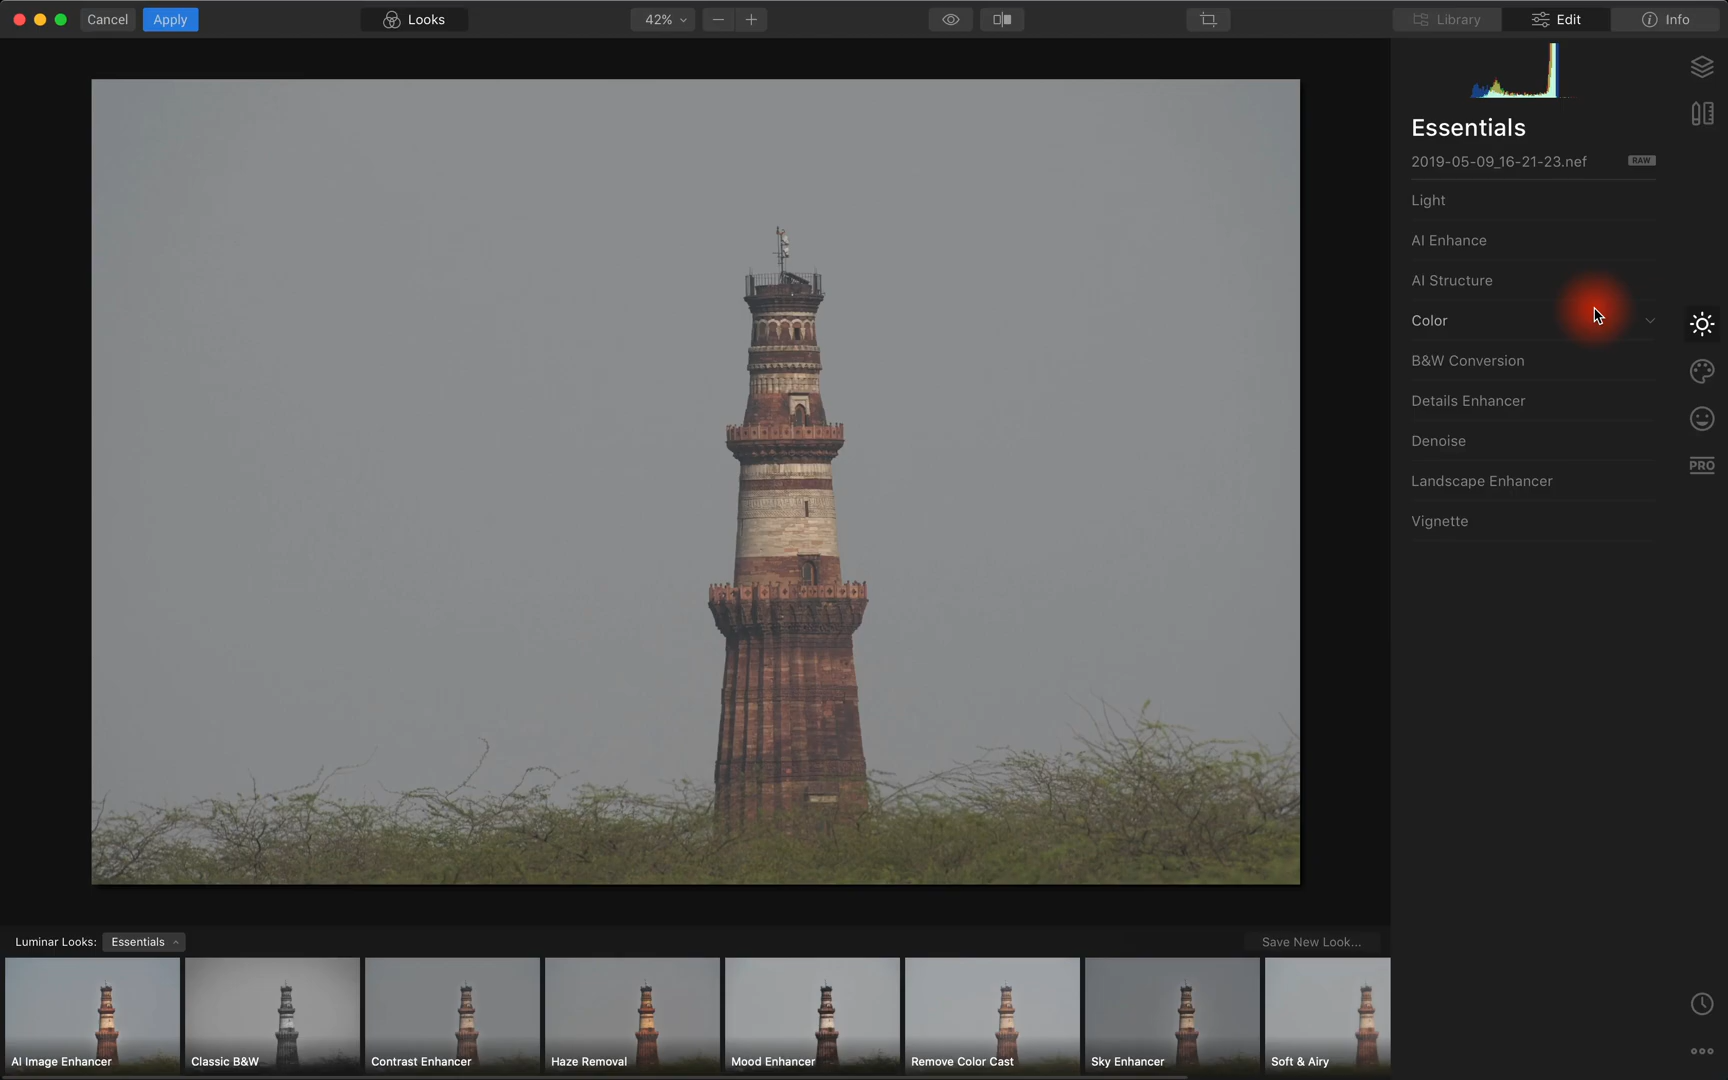 Cancel Apply Looks 42% Library Edit Info
Essentials
2019-05-09_16-21-23.nef RAW
Light
AI Enhance
AI Structure
Color
B&W Conversion
Details Enhancer
Denoise
Landscape Enhancer
Vignette
PRO
Luminar Looks: Essentials Save New Look...
AI Image Enhancer Classic B&W Contrast Enhancer Haze Removal Mood Enhancer Remove Color Cast Sky Enhancer Soft & Airy